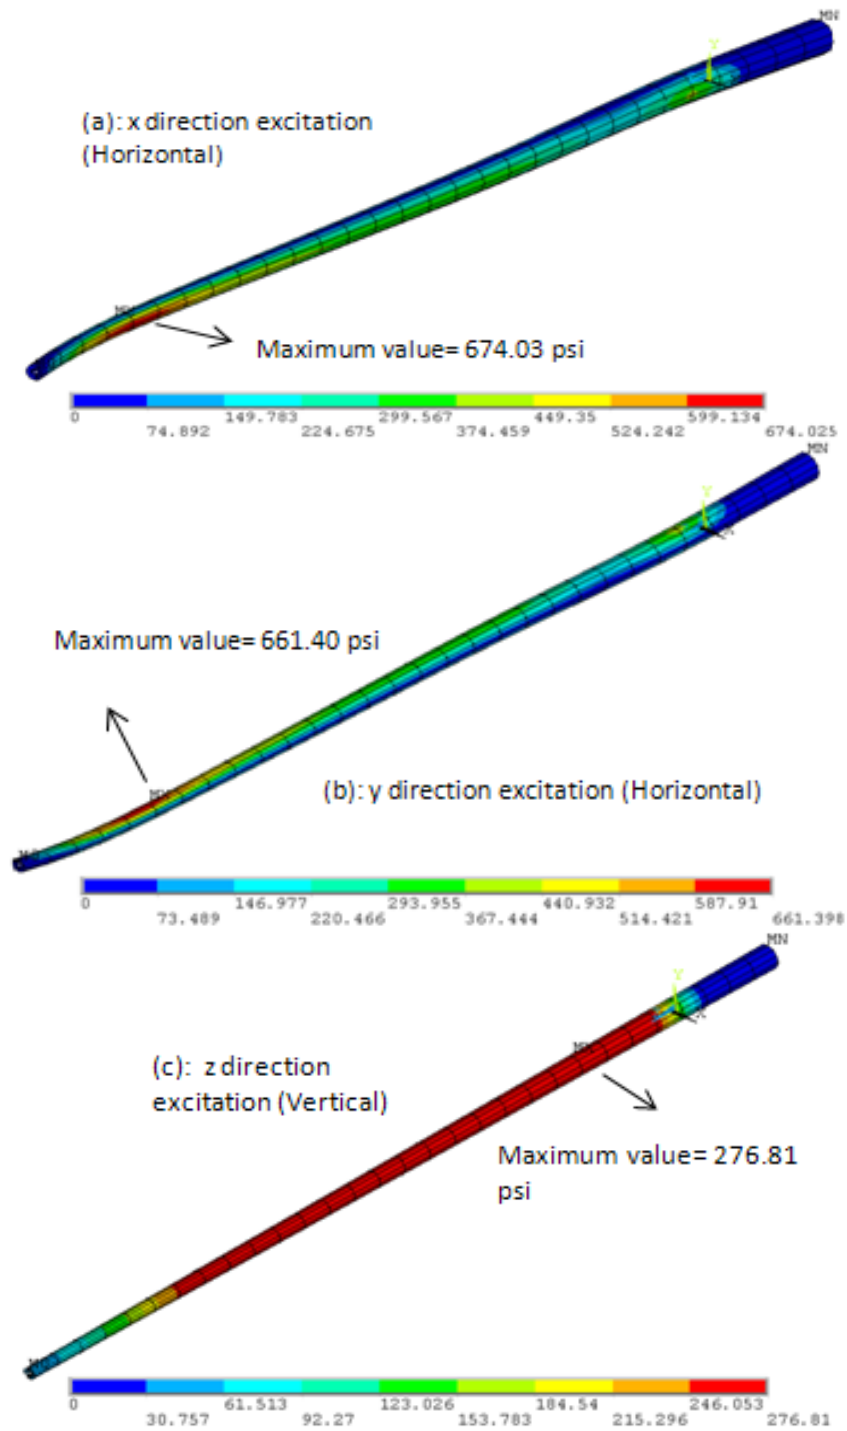 MN
Y
(a): x direction excitation
(Horizontal)
Maximum value= 674.03 psi
0 149.783 299.567 449.35 599.134
74.892 224.675 374.459 524.242 674.025
MN
Y
X
Maximum value= 661.40 psi
(b): y direction excitation (Horizontal)
0 146.977 293.955 440.932 587.91
73.489 220.466 367.444 514.421 661.398
MN
Y
X
(c): z direction
excitation (Vertical)
Maximum value= 276.81
psi
0 61.513 123.026 184.54 246.053
30.757 92.27 153.783 215.296 276.81